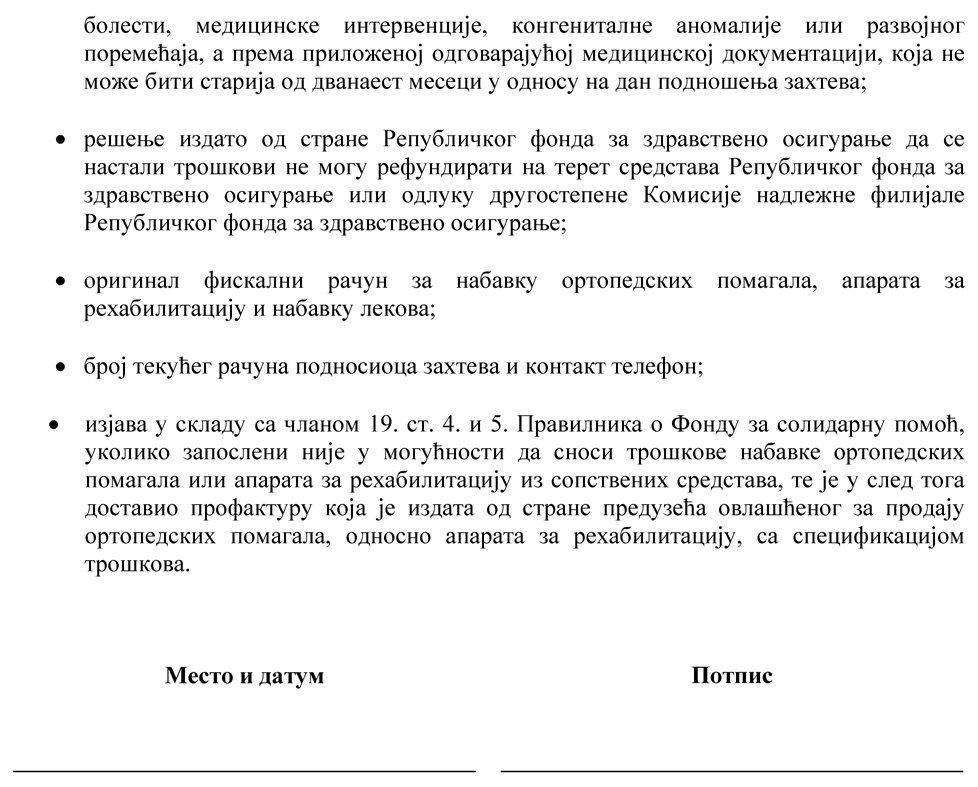 болести, медицинске интервенције, конгениталне аномалије или развојног
поремећаја, а према приложеној одговарајућој медицинској документацији, која не
може бити старија од дванаест месеци у односу на дан подношења захтева;
• решење издато од стране Републичког фонда за здравствено осигурање да се
настали трошкови не могу рефундирати на терет средстава Републичког фонда за
здравствено осигурање или одлуку другостепене Комисије надлежне филијале
Републичког фонда за здравствено осигурање;
• оригинал фискални рачун за набавку ортопедских помагала, апарата за
рехабилитацију и набавку лекова;
• број текућег рачуна подносиоца захтева и контакт телефон;
• изјава у складу са чланом 19. ст. 4. и 5. Правилника о Фонду за солидарну помоћ,
уколико запослени није у могућности да сноси трошкове набавке ортопедских
помагала или апарата за рехабилитацију из сопствених средстава, те је у след тога
доставио профактуру која је издата од стране предузећа овлашћеног за продају
ортопедских помагала, односно апарата за рехабилитацију, са спецификацијом
трошкова.
Место и датум Потпис